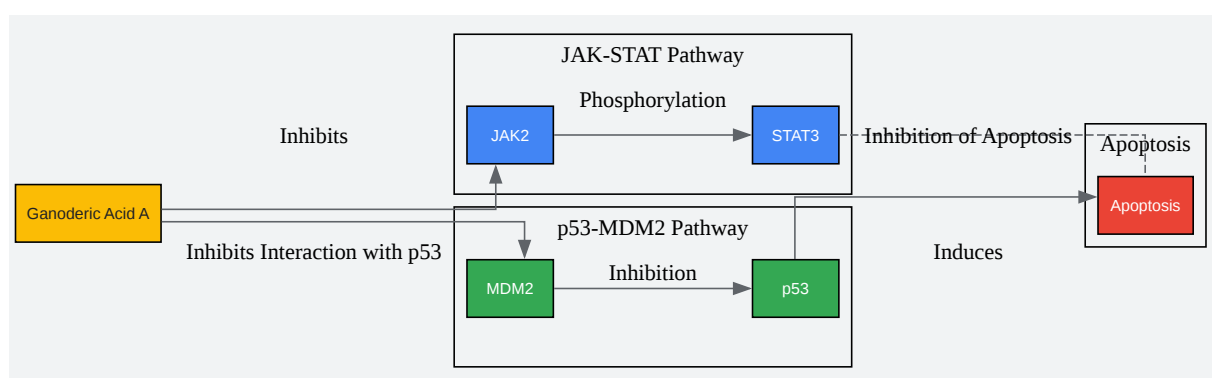 JAK-STAT Pathway
Phosphorylation
Inhibits
JAK2
STAT3
Inhibition of Apoptosis
Apoptosis
Ganoderic Acid A
Apoptosis
p53-MDM2 Pathway
Inhibits Interaction with p53
Induces
Inhibition
MDM2
p53